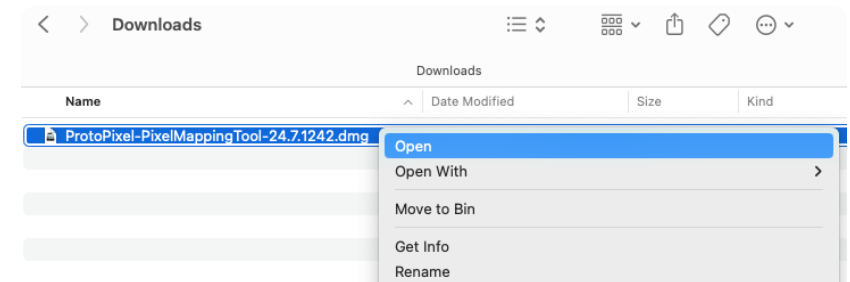 Downloads
Downloads
Name Date Modified Size Kind
ProtoPixel-PixelMappingTool-24.7.1242.dmg
Open
Open With
Move to Bin
Get Info
Rename